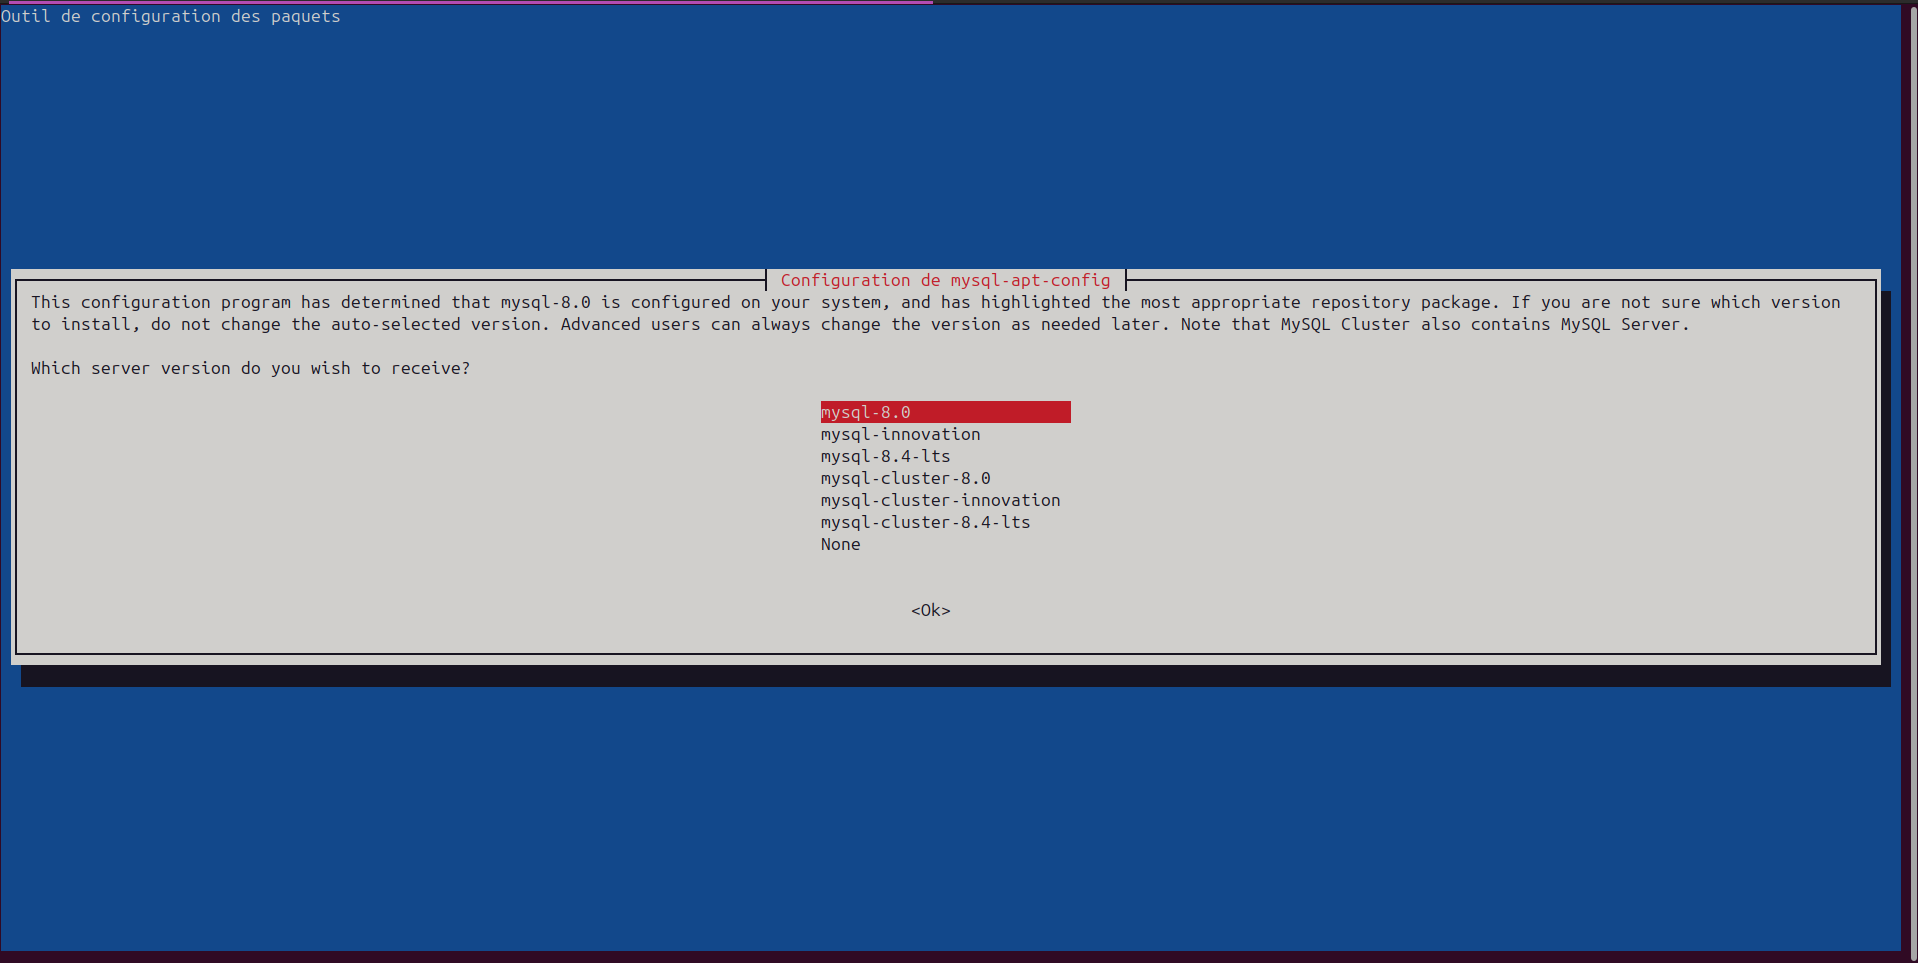 Outil de configuration des paquets
Configuration de mysql-apt-config
This configuration program has determined that mysql-8.0 is configured on your system, and has highlighted the most appropriate repository package. If you are not sure which version
to install, do not change the auto-selected version. Advanced users can always change the version as needed later. Note that MySQL Cluster also contains MySQL Server.
Which server version do you wish to receive?
mysql-8.0
mysql-innovation
mysql-8.4-lts
mysql-cluster-8.0
mysql-cluster-innovation
mysql-cluster-8.4-lts
None
<Ok>